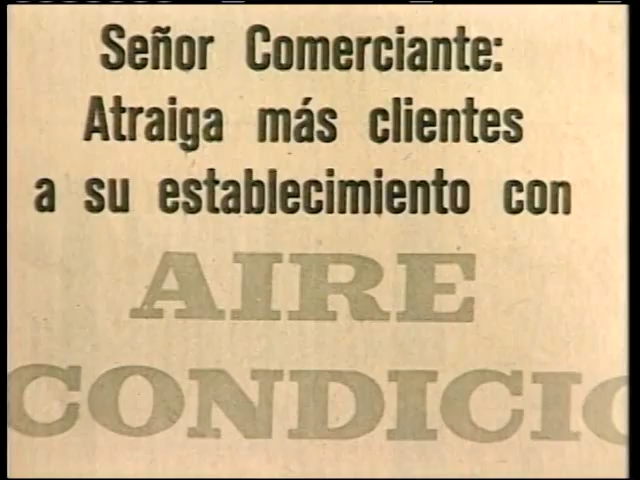 Señor Comerciante:
Atraiga más clientes
a su establecimiento con
AIRE
CONDICIO